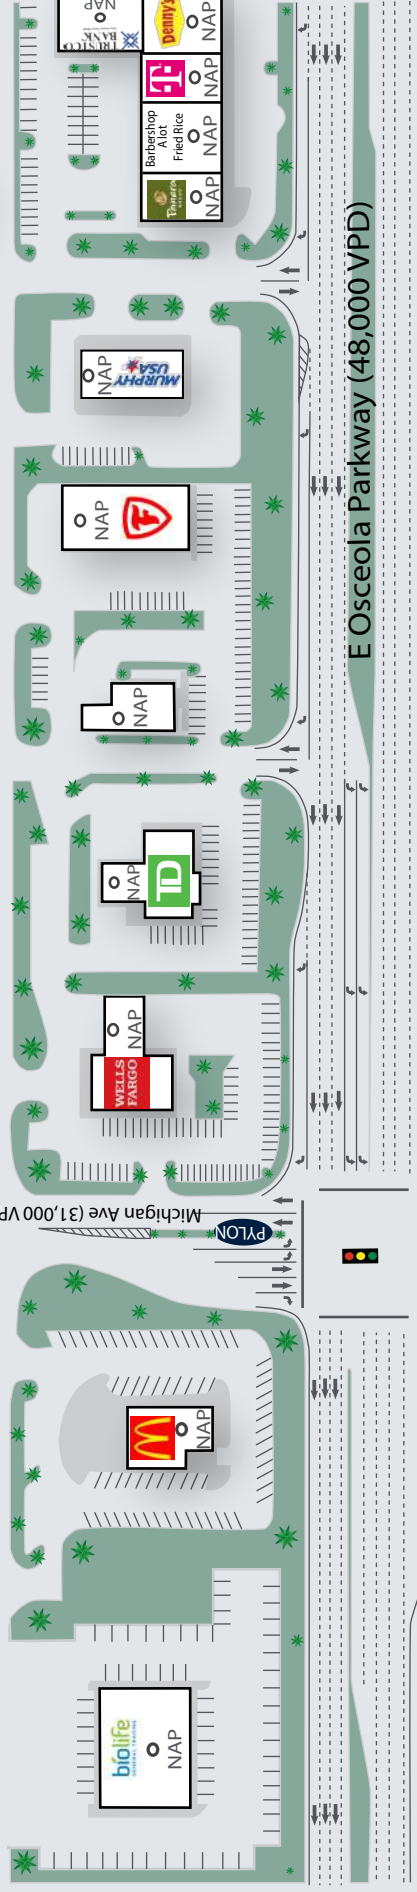 NAP
TRUSTCO
BANK
Denny's
NAP
T
NAP
Barbershop
A lot
Fried Rice
NAP
Panera
NAP
MURPHY
USA
NAP
F
NAP
E Osceola Parkway (48,000 VPD)
NAP
TD
NAP
WELLS
FARGO
NAP
Michigan Ave (31,000 VP
PYLON
M
NAP
biolife
NAP